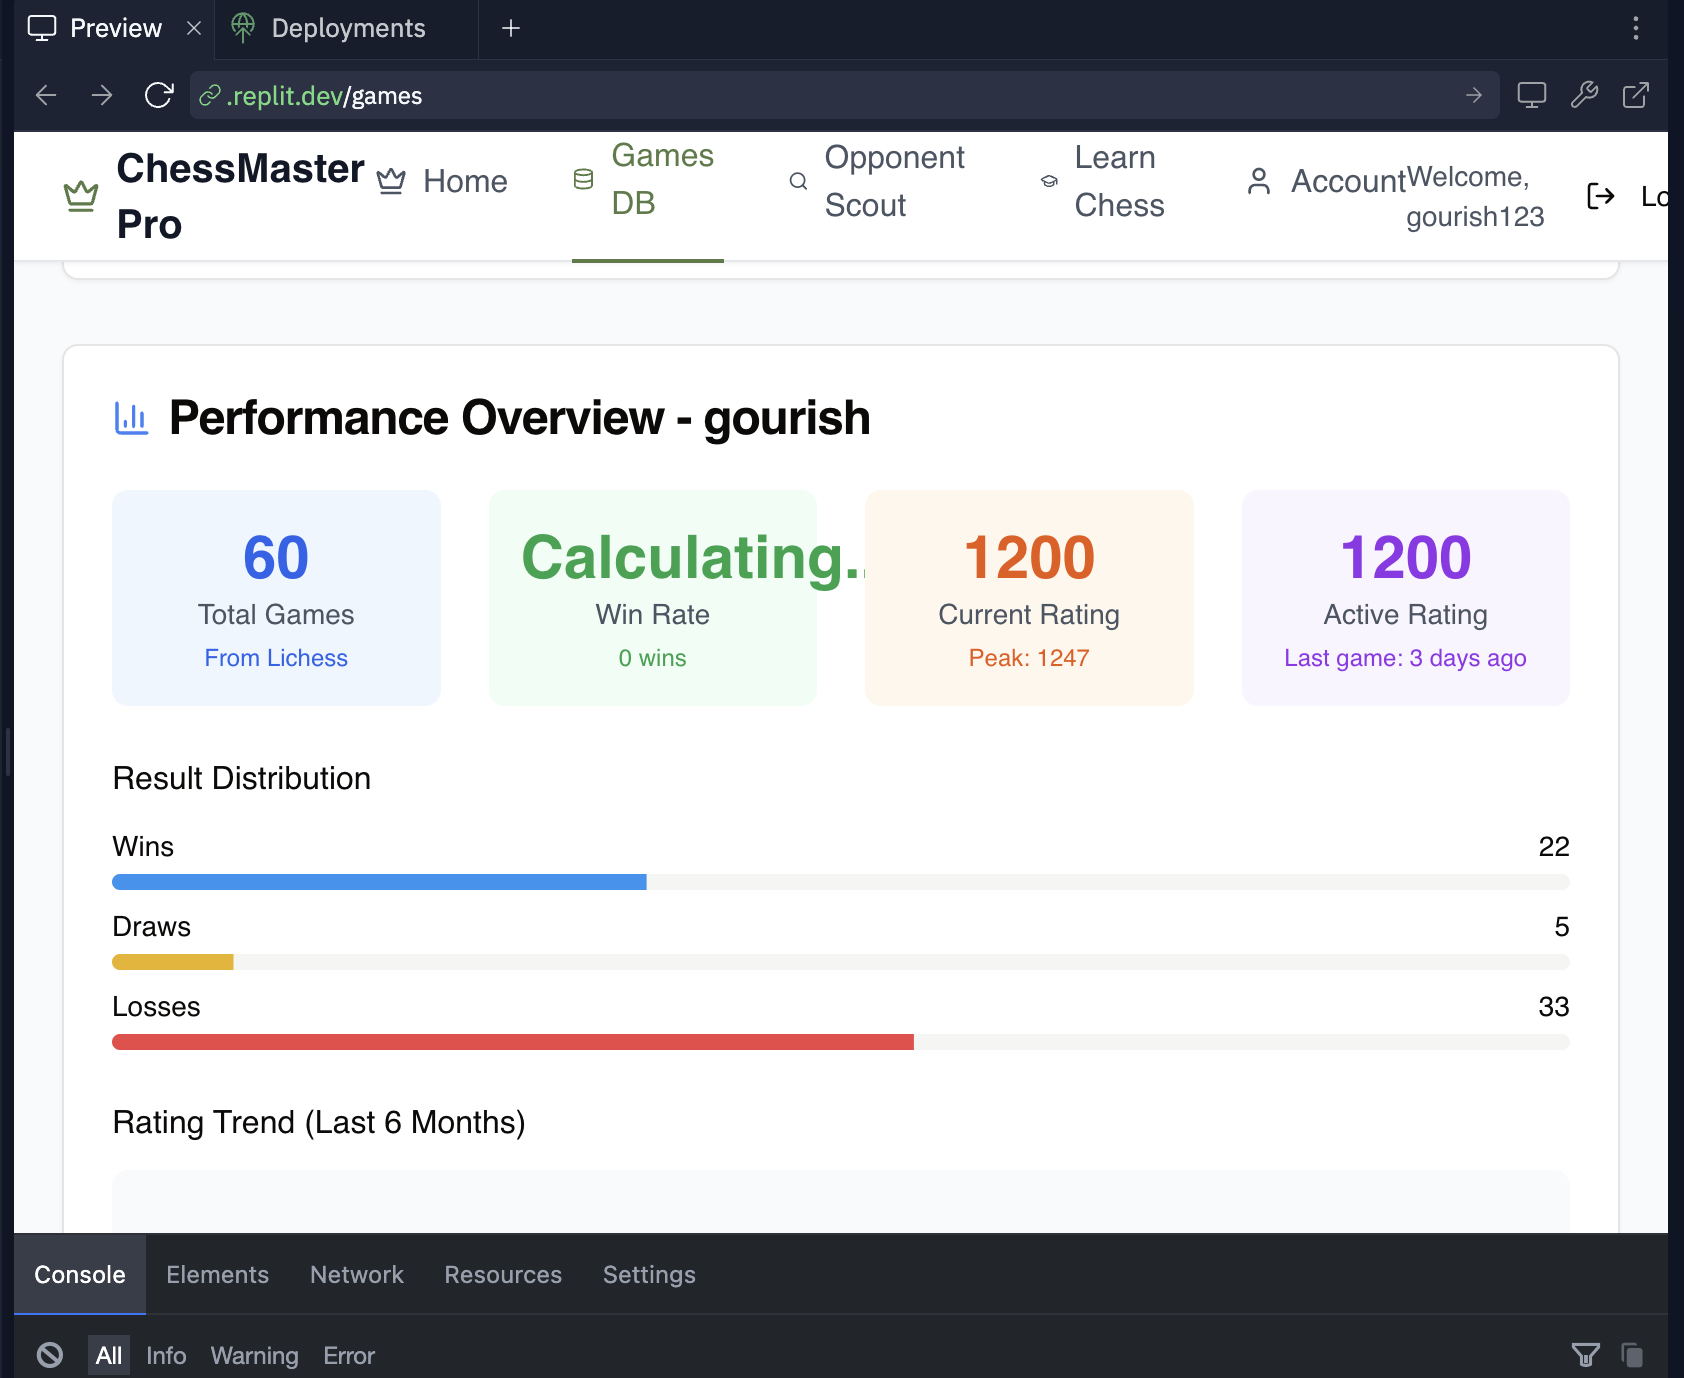 Preview
Deployments
.replit.dev/games
ChessMaster Pro
Home
Games DB
Opponent Scout
Learn Chess
Account
Welcome, gourish123
Lo
Performance Overview - gourish
60
Total Games
From Lichess
Calculating..
Win Rate
0 wins
1200
Current Rating
Peak: 1247
1200
Active Rating
Last game: 3 days ago
Result Distribution
Wins 22
Draws 5
Losses 33
Rating Trend (Last 6 Months)
Console Elements Network Resources Settings
All Info Warning Error